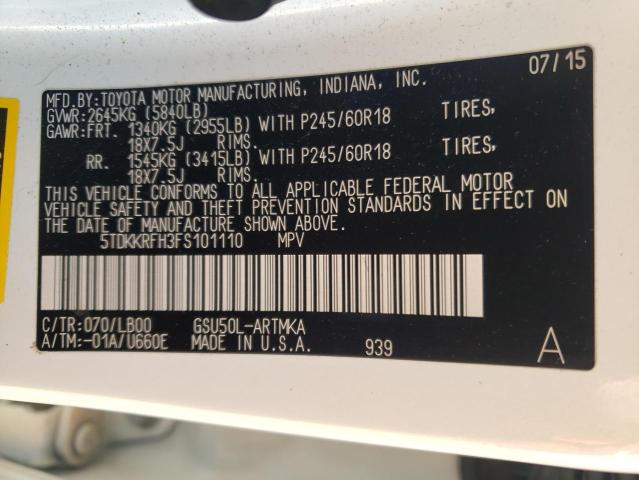 07/15
MFD.BY:TOYOTA MOTOR MANUFACTURING, INDIANA, INC.
GVWR:2645KG (5840LB)
GAWR:FRT. 1340KG (2955LB) WITH P245/60R18 TIRES,
18X7.5J RIMS.
RR. 1545KG (3415LB) WITH P245/60R18 TIRES,
18X7.5J RIMS.
THIS VEHICLE CONFORMS TO ALL APPLICABLE FEDERAL MOTOR
VEHICLE SAFETY AND THEFT PREVENTION STANDARDS IN EFFECT ON
THE DATE OF MANUFACTURE SHOWN ABOVE.
5TDKKRFH3FS101110 MPV
C/TR:070/LB00 GSU50L-ARTMKA
A/TM:-01A/U660E MADE IN U.S.A. 939 A